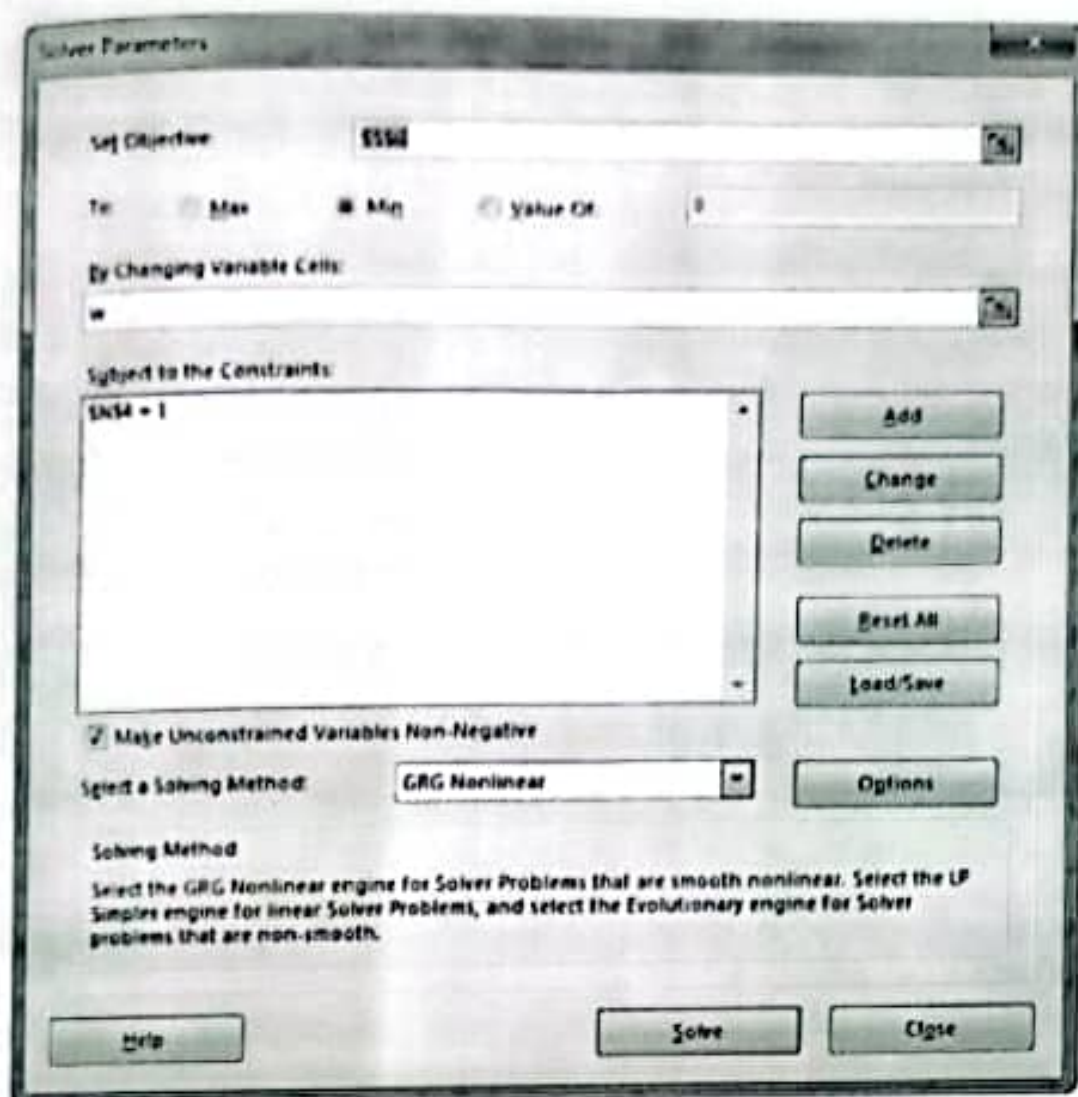 Solver Parameters
Set Objective:
To:
Max
Min
Value Of:
By Changing Variable Cells:
w
Subject to the Constraints:
$N$4 = 1
Add
Change
Delete
Reset All
Load/Save
Make Unconstrained Variables Non-Negative
Select a Solving Method:
GRG Nonlinear
Options
Solving Method
Select the GRG Nonlinear engine for Solver Problems that are smooth nonlinear. Select the LP
Simplex engine for linear Solver Problems, and select the Evolutionary engine for Solver
problems that are non-smooth.
Help
Solve
Close